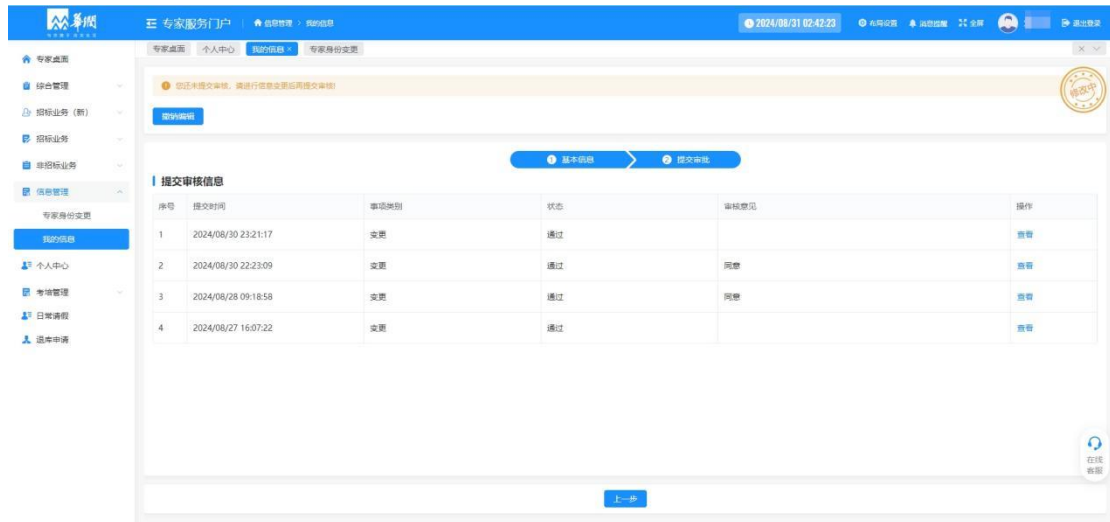 華潤
专家服务门户
信息管理 > 我的信息
2024/08/31 02:42:23
布局设置
消息提醒
全屏
退出登录
专家桌面
个人中心
我的信息 ×
专家身份变更
专家桌面
综合管理
招标业务（新）
招标业务
非招标业务
信息管理
专家身份变更
我的信息
个人中心
考培管理
日常请假
退库申请
您还未提交审核，请进行信息变更后再提交审核!
修改中
撤销编辑
1 基本信息
2 提交审批
提交审核信息
序号 提交时间 事项类别 状态 审核意见 操作
1 2024/08/30 23:21:17 变更 通过 查看
2 2024/08/30 22:23:09 变更 通过 同意 查看
3 2024/08/28 09:18:58 变更 通过 同意 查看
4 2024/08/27 16:07:22 变更 通过 查看
在线
客服
上一步